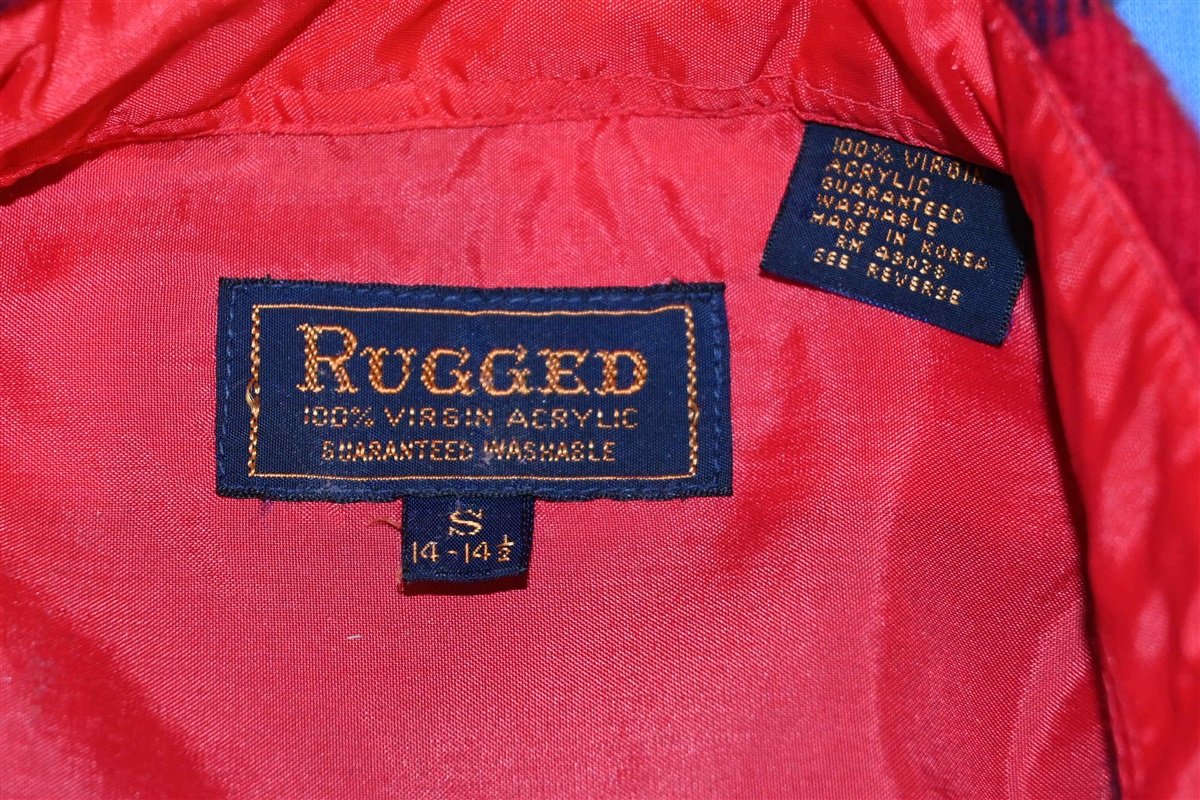 RUGGED
100% VIRGIN ACRYLIC
GUARANTEED WASHABLE
S
14-14½
100% VIRGIN
ACRYLIC
GUARANTEED
WASHABLE
MADE IN KOREA
RN 43028
SEE REVERSE